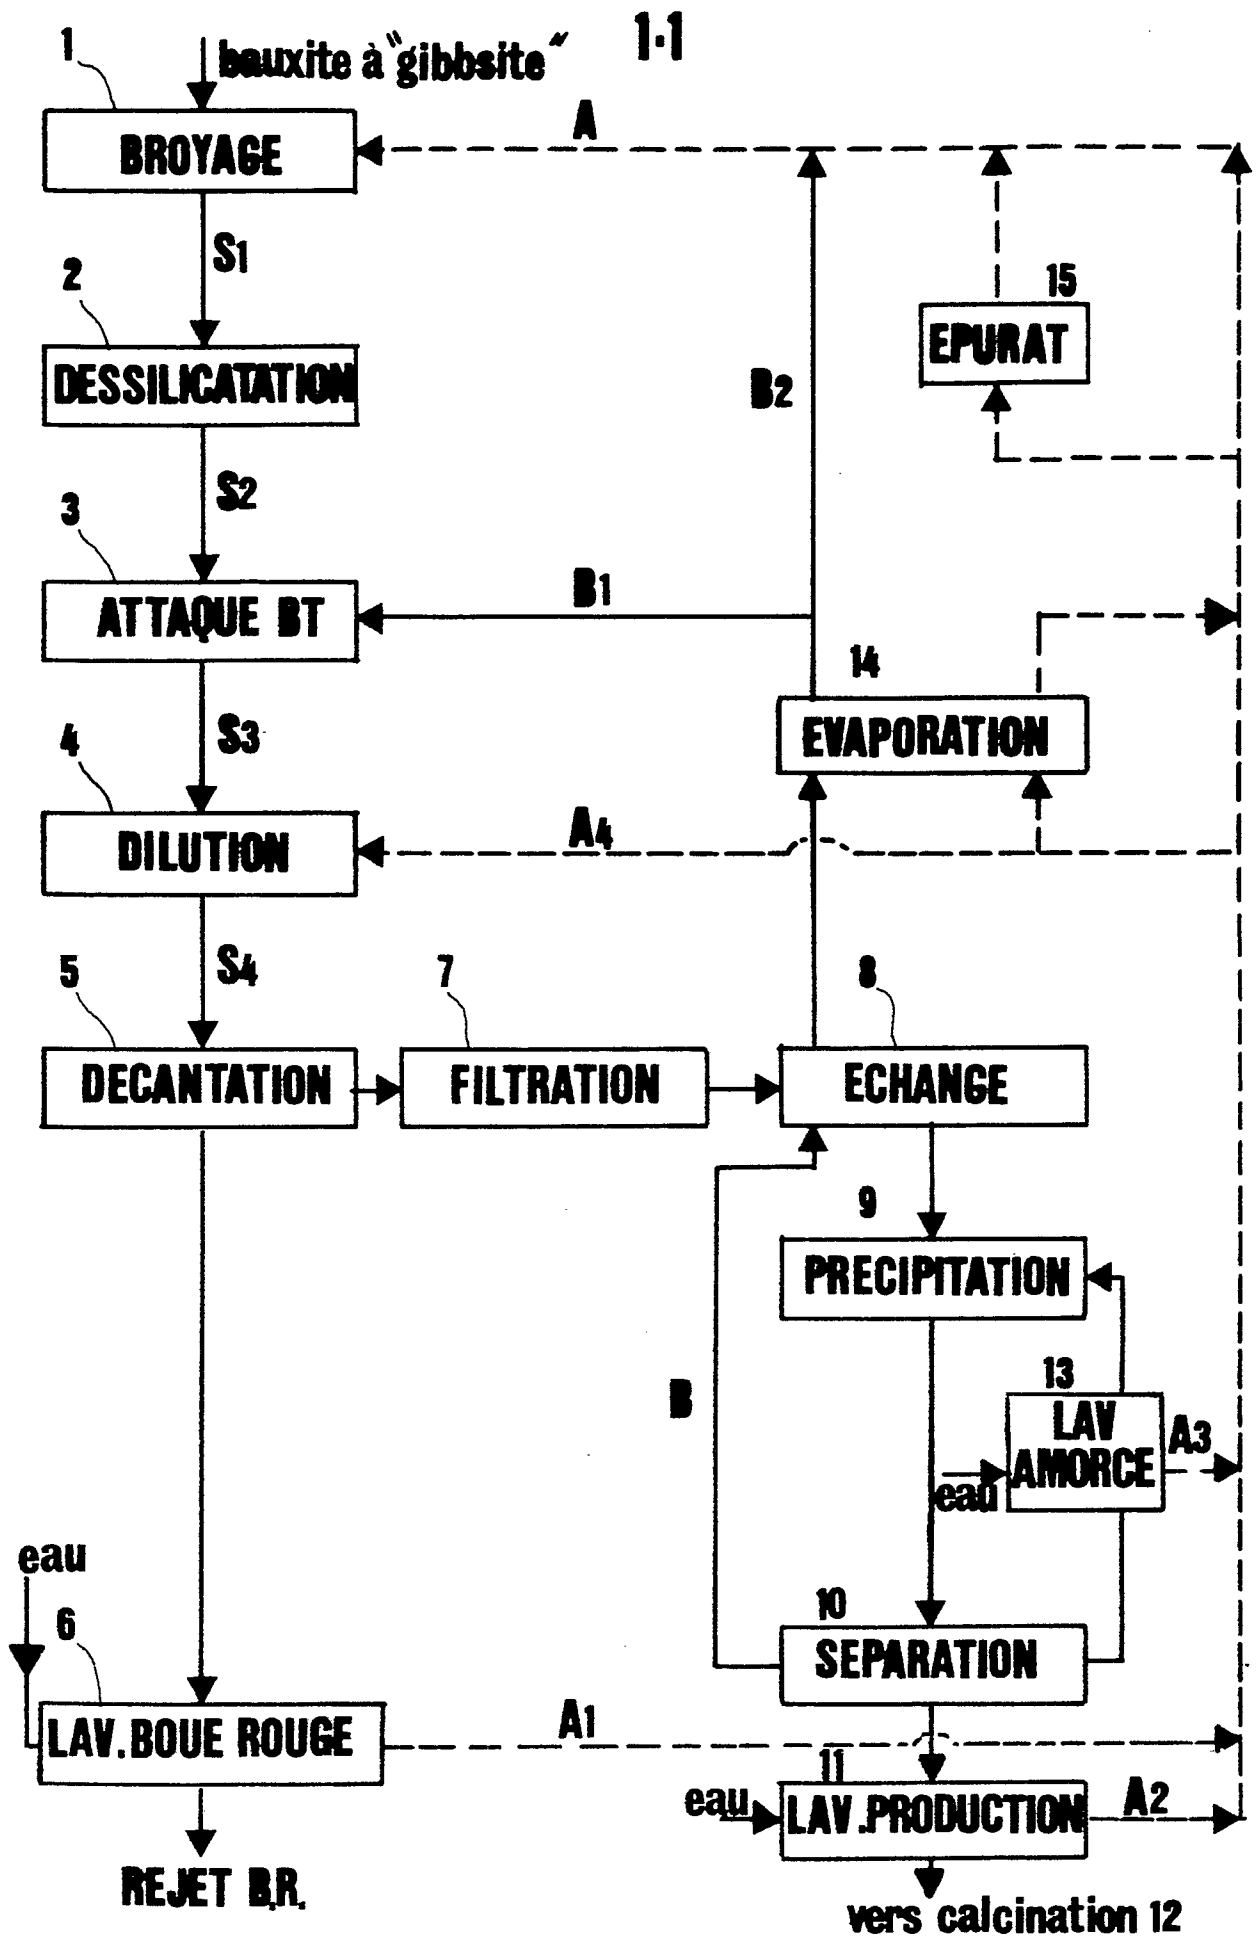 1.1
1
bauxite à "gibbsite"
A
BROYAGE
S1
2
15
EPURAT
DESSILICATATION
B2
S2
3
B1
ATTAQUE BT
14
S3
EVAPORATION
4
A4
DILUTION
S4
5
7
8
DECANTATION
FILTRATION
ECHANGE
9
PRECIPITATION
13
B
LAV
AMORCE
A3
eau
eau
10
6
SEPARATION
A1
LAV. BOUE ROUGE
11
eau
LAV. PRODUCTION
A2
REJET B.R.
vers calcination 12